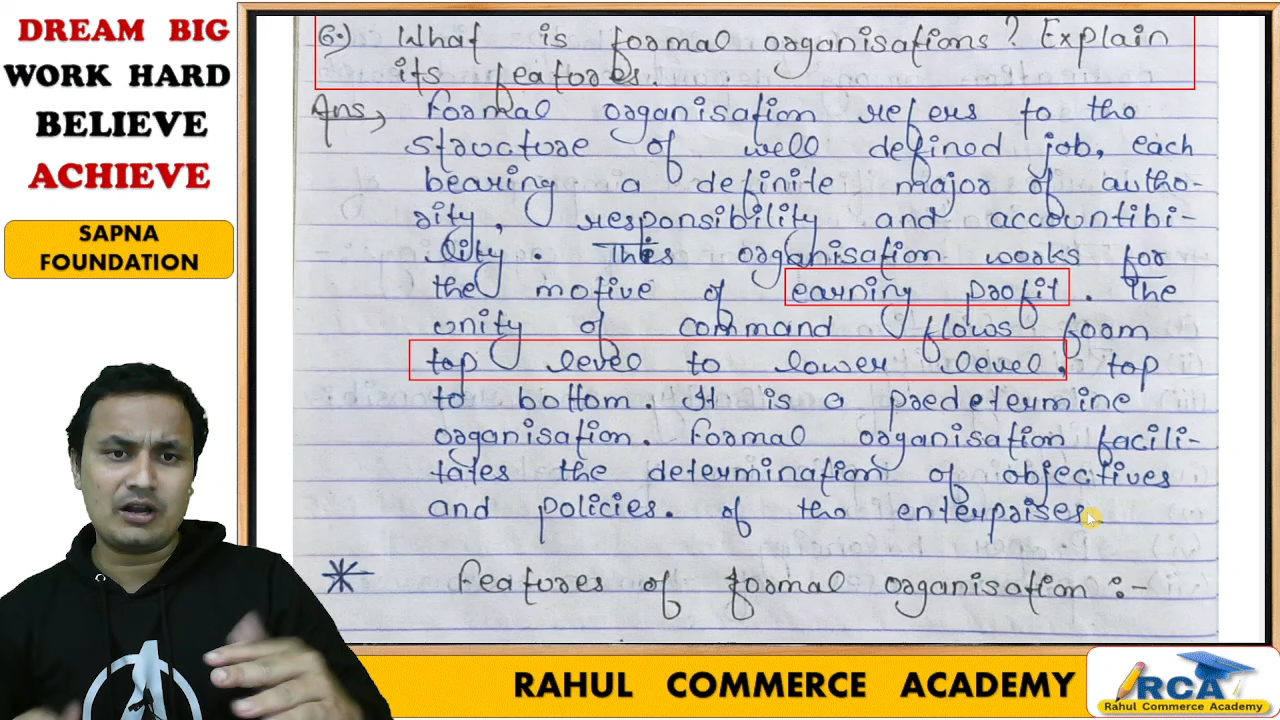 DREAM BIG
WORK HARD
BELIEVE
ACHIEVE
SAPNA
FOUNDATION
6.) What is formal organisations? Explain
its features.
Ans, Formal organisation refers to the
structure of well defined job, each
bearing a definite major of autho-
rity, responsibility and accountibi-
lity. This organisation works for
the motive of earning profit. The
unity of command flows form
top level to lower level. top
to bottom. It is a predetermine
organisation. Formal organisation facili-
tates the determination of objectives
and policies. of the enterprises
* Features of formal organisation :-
RAHUL COMMERCE ACADEMY
RCA
Rahul Commerce Academy